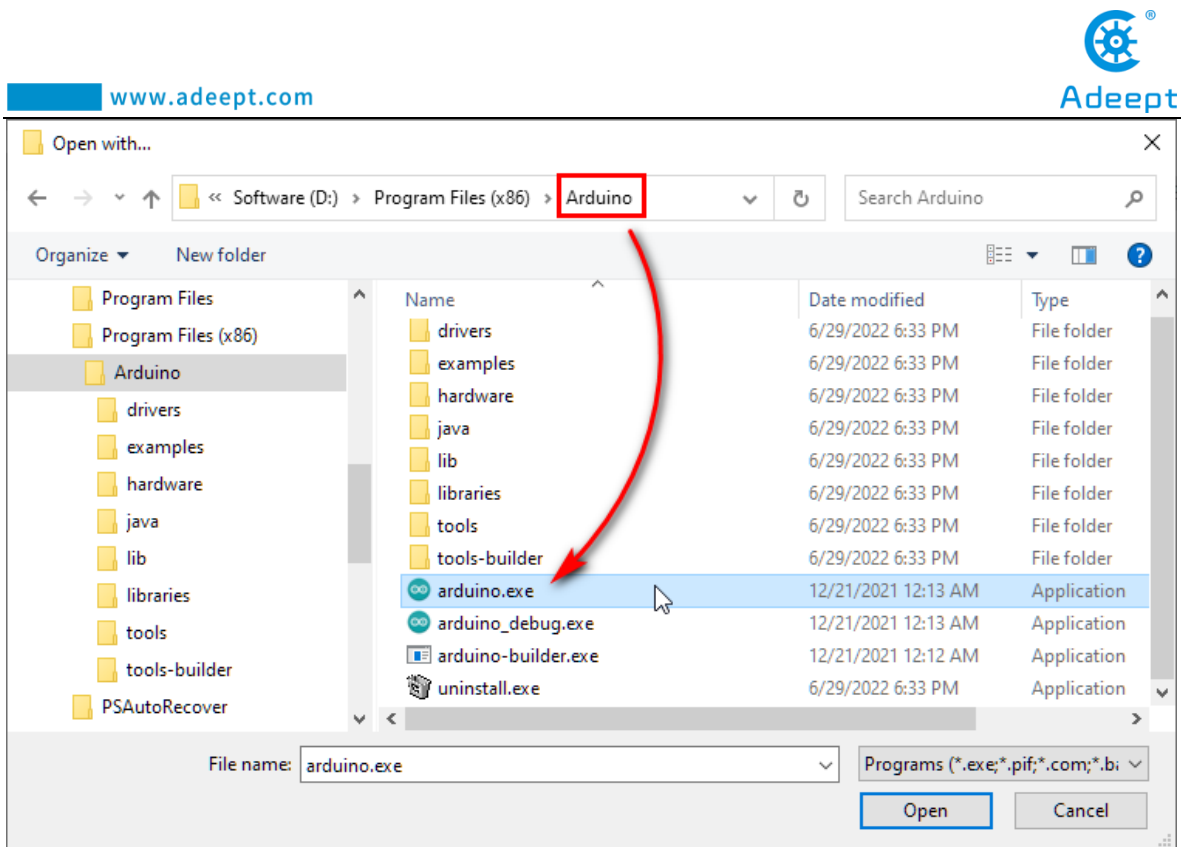 ®
Adeept
www.adeept.com
Open with...
« Software (D:) > Program Files (x86) > Arduino
Search Arduino
Organize
New folder
?
Program Files
Program Files (x86)
Arduino
drivers
examples
hardware
java
lib
libraries
tools
tools-builder
PSAutoRecover
Name Date modified Type
drivers 6/29/2022 6:33 PM File folder
examples 6/29/2022 6:33 PM File folder
hardware 6/29/2022 6:33 PM File folder
java 6/29/2022 6:33 PM File folder
lib 6/29/2022 6:33 PM File folder
libraries 6/29/2022 6:33 PM File folder
tools 6/29/2022 6:33 PM File folder
tools-builder 6/29/2022 6:33 PM File folder
arduino.exe 12/21/2021 12:13 AM Application
arduino_debug.exe 12/21/2021 12:13 AM Application
arduino-builder.exe 12/21/2021 12:12 AM Application
uninstall.exe 6/29/2022 6:33 PM Application
File name: arduino.exe Programs (*.exe;*.pif;*.com;*.ba
Open Cancel